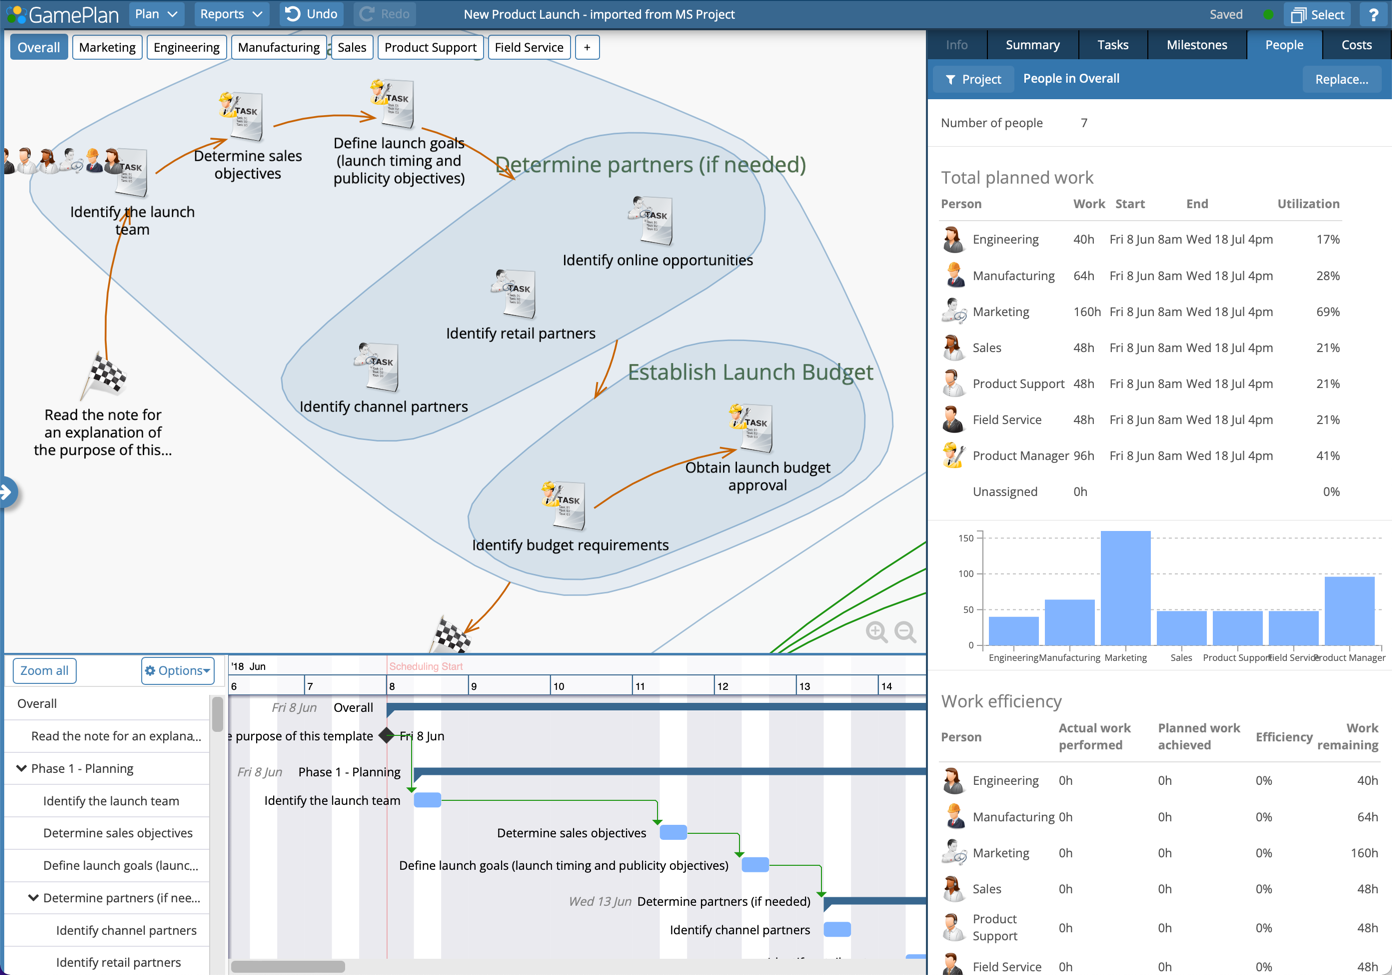 GamePlan
Plan
Reports
Undo
Redo
New Product Launch - imported from MS Project
Saved
Select
?
Overall
Marketing
Engineering
Manufacturing
Sales
Product Support
Field Service
+
TASK
Determine sales
objectives
TASK
Define launch goals
(launch timing and
publicity objectives)
Determine partners (if needed)
TASK
Identify the launch
team
TASK
Identify online opportunities
TASK
Identify retail partners
TASK
Identify channel partners
Establish Launch Budget
TASK
Obtain launch budget
approval
TASK
Identify budget requirements
Read the note for
an explanation of
the purpose of this...
Info
Summary
Tasks
Milestones
People
Costs
Project
People in Overall
Replace...
Number of people 7
Total planned work
Person Work Start End Utilization
Engineering 40h Fri 8 Jun 8am Wed 18 Jul 4pm 17%
Manufacturing 64h Fri 8 Jun 8am Wed 18 Jul 4pm 28%
Marketing 160h Fri 8 Jun 8am Wed 18 Jul 4pm 69%
Sales 48h Fri 8 Jun 8am Wed 18 Jul 4pm 21%
Product Support 48h Fri 8 Jun 8am Wed 18 Jul 4pm 21%
Field Service 48h Fri 8 Jun 8am Wed 18 Jul 4pm 21%
Product Manager 96h Fri 8 Jun 8am Wed 18 Jul 4pm 41%
Unassigned 0h 0%
150
100
50
0
Engineering Manufacturing Marketing Sales Product Support Field Service Product Manager
Work efficiency
Person Actual work performed Planned work achieved Efficiency Work remaining
Engineering 0h 0h 0% 40h
Manufacturing 0h 0h 0% 64h
Marketing 0h 0h 0% 160h
Sales 0h 0h 0% 48h
Product Support 0h 0h 0% 48h
Field Service 0h 0h 0% 48h
Zoom all
Options
Overall
Read the note for an explana...
Phase 1 - Planning
Identify the launch team
Determine sales objectives
Define launch goals (launc...
Determine partners (if nee...
Identify channel partners
Identify retail partners
'18 Jun
Scheduling Start
6 7 8 9 10 11 12 13 14
Fri 8 Jun Overall
e purpose of this template Fri 8 Jun
Fri 8 Jun Phase 1 - Planning
Identify the launch team
Determine sales objectives
Define launch goals (launch timing and publicity objectives)
Wed 13 Jun Determine partners (if needed)
Identify channel partners